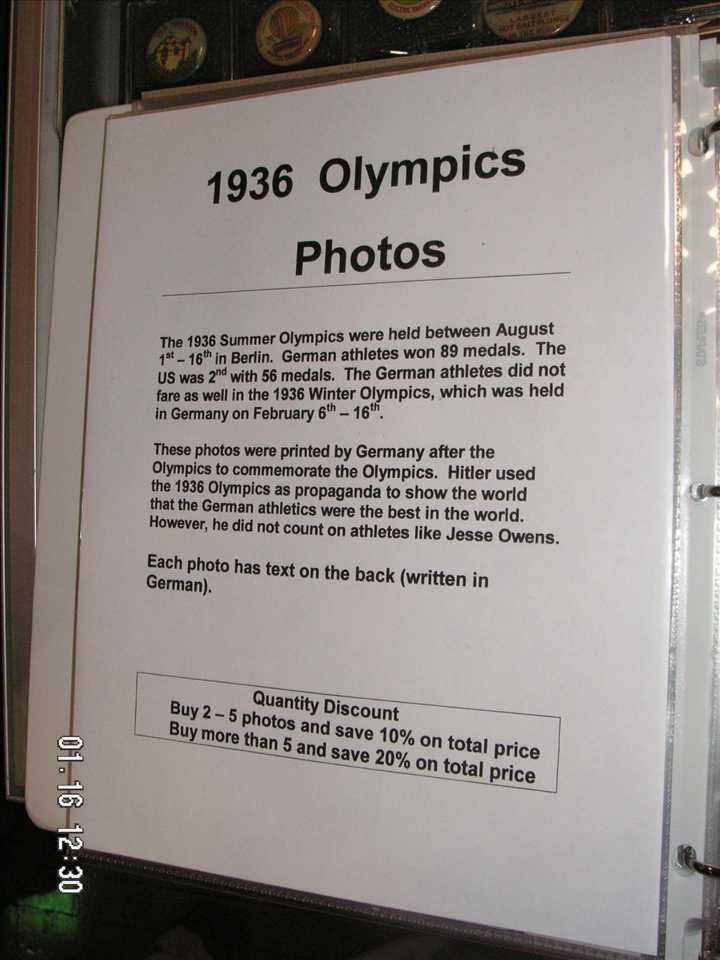 LARGEST
1936 Olympics
Photos
The 1936 Summer Olympics were held between August
1st – 16th in Berlin. German athletes won 89 medals. The
US was 2nd with 56 medals. The German athletes did not
fare as well in the 1936 Winter Olympics, which was held
in Germany on February 6th – 16th.
These photos were printed by Germany after the
Olympics to commemorate the Olympics. Hitler used
the 1936 Olympics as propaganda to show the world
that the German athletics were the best in the world.
However, he did not count on athletes like Jesse Owens.
Each photo has text on the back (written in
German).
Quantity Discount
Buy 2 – 5 photos and save 10% on total price
Buy more than 5 and save 20% on total price
01.16 12:30